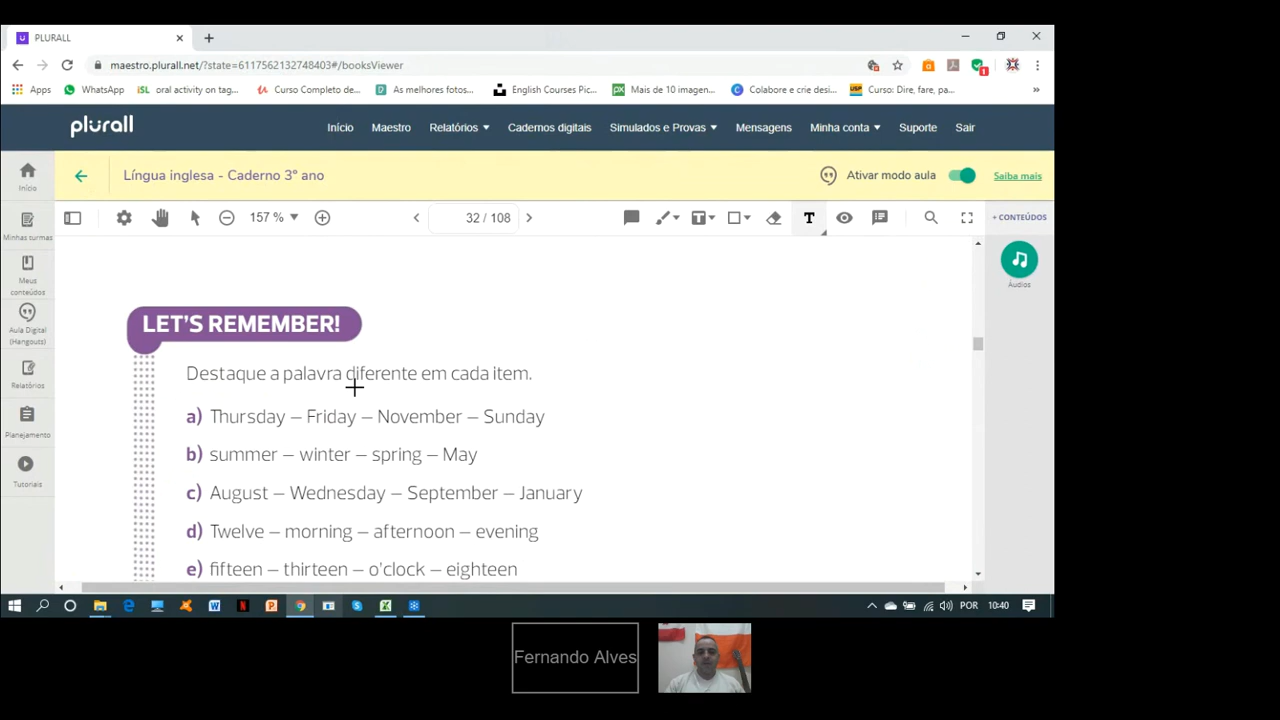 PLURALL
maestro.plurall.net/?state=6117562132748403#/booksViewer
Apps WhatsApp oral activity on tag... Curso Completo de... As melhores fotos... English Courses Pic... Mais de 10 imagen... Colabore e crie desi... Curso: Dire, fare, pa... »
plurall Início Maestro Relatórios Cadernos digitais Simulados e Provas Mensagens Minha conta Suporte Sair
Língua inglesa - Caderno 3º ano Ativar modo aula Saiba mais
157 % 32 / 108 T + CONTEÚDOS
Início
Minhas turmas
Meus conteúdos
Aula Digital (Hangouts)
Relatórios
Planejamento
Tutoriais
Áudios
LET'S REMEMBER!
Destaque a palavra diferente em cada item.
a) Thursday – Friday – November – Sunday
b) summer – winter – spring – May
c) August – Wednesday – September – January
d) Twelve – morning – afternoon – evening
e) fifteen – thirteen – o'clock – eighteen
POR 10:40
Fernando Alves